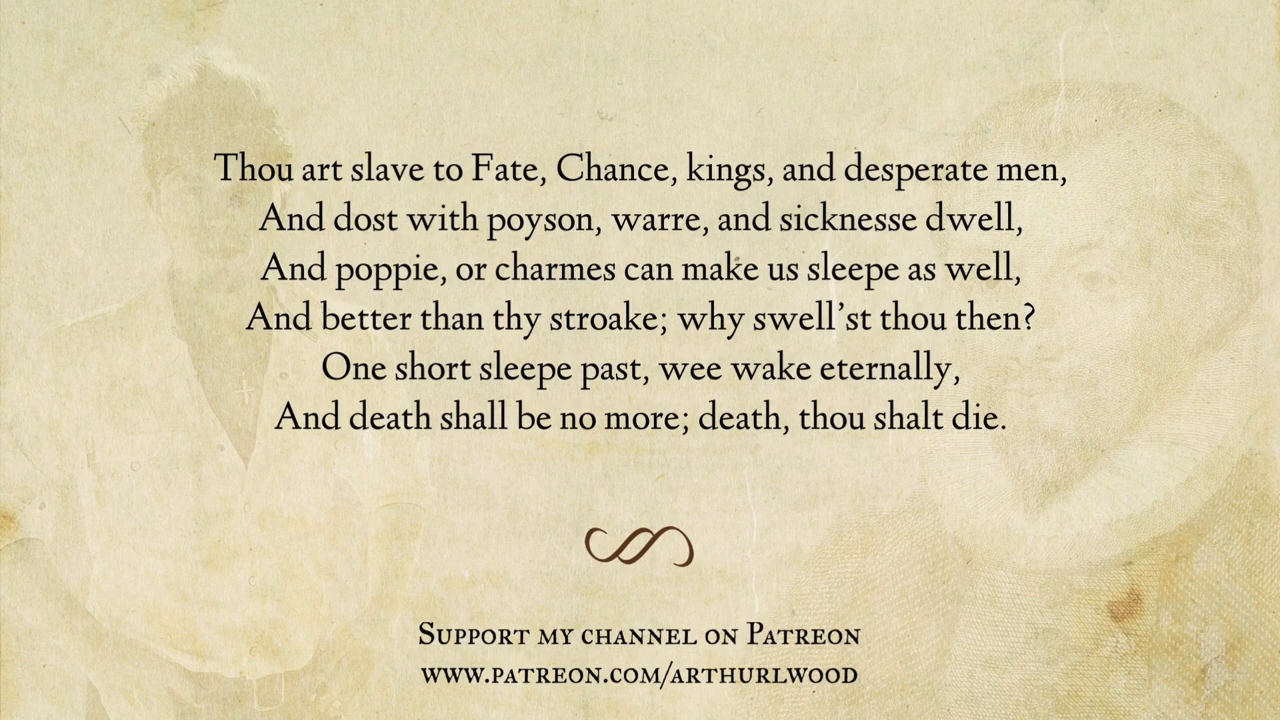 Thou art slave to Fate, Chance, kings, and desperate men,
And dost with poyson, warre, and sicknesse dwell,
And poppie, or charmes can make us sleepe as well,
And better than thy stroake; why swell’st thou then?
One short sleepe past, wee wake eternally,
And death shall be no more; death, thou shalt die.
Support my channel on Patreon
www.patreon.com/arthurlwood